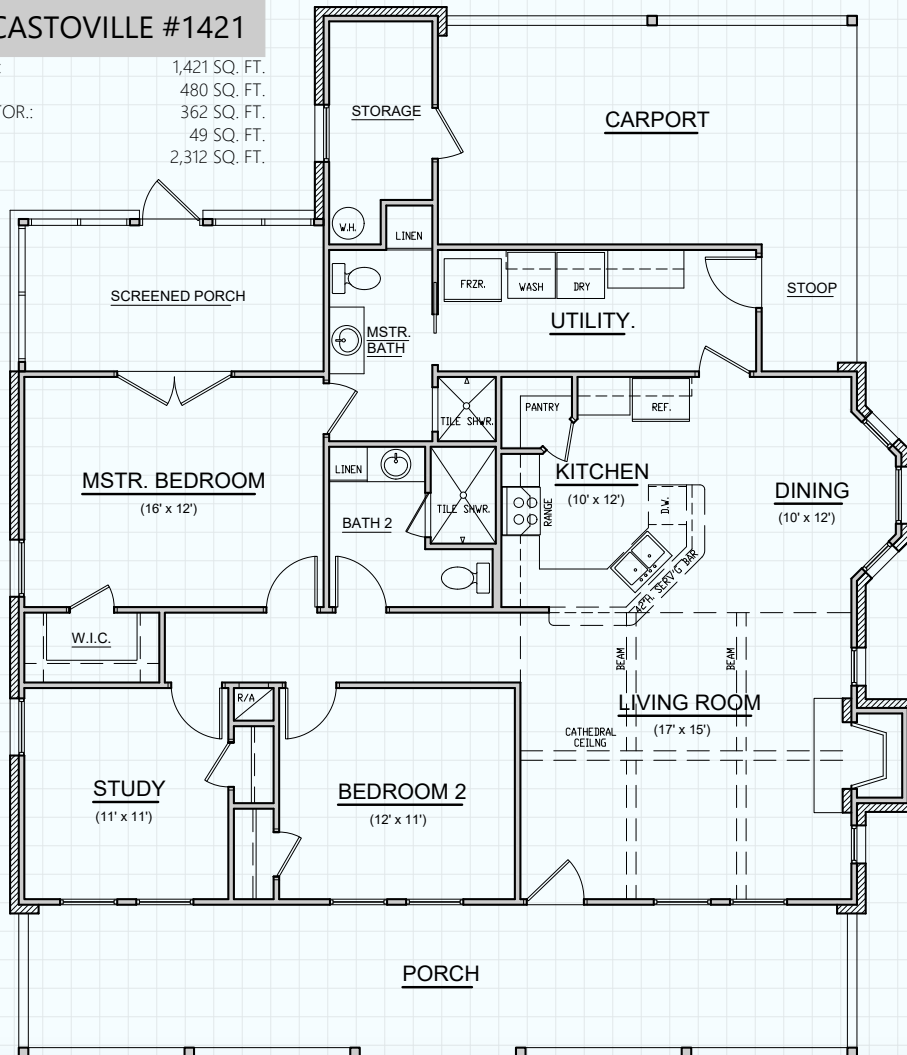 CASTOVILLE #1421
: 1,421 SQ. FT.
480 SQ. FT.
TOR.: 362 SQ. FT.
49 SQ. FT.
2,312 SQ. FT.
STORAGE
CARPORT
W.H.
LINEN
SCREENED PORCH
FRZR.
WASH
DRY
STOOP
UTILITY.
MSTR.
BATH
PANTRY
REF.
TILE SHWR.
MSTR. BEDROOM
(16' x 12')
LINEN
BATH 2
TILE SHWR.
KITCHEN
(10' x 12')
RANGE
D.W.
DINING
(10' x 12')
42"H. SERV'G BAR
W.I.C.
BEAM
BEAM
R/A
LIVING ROOM
(17' x 15')
CATHEDRAL
CEILNG
STUDY
(11' x 11')
BEDROOM 2
(12' x 11')
PORCH